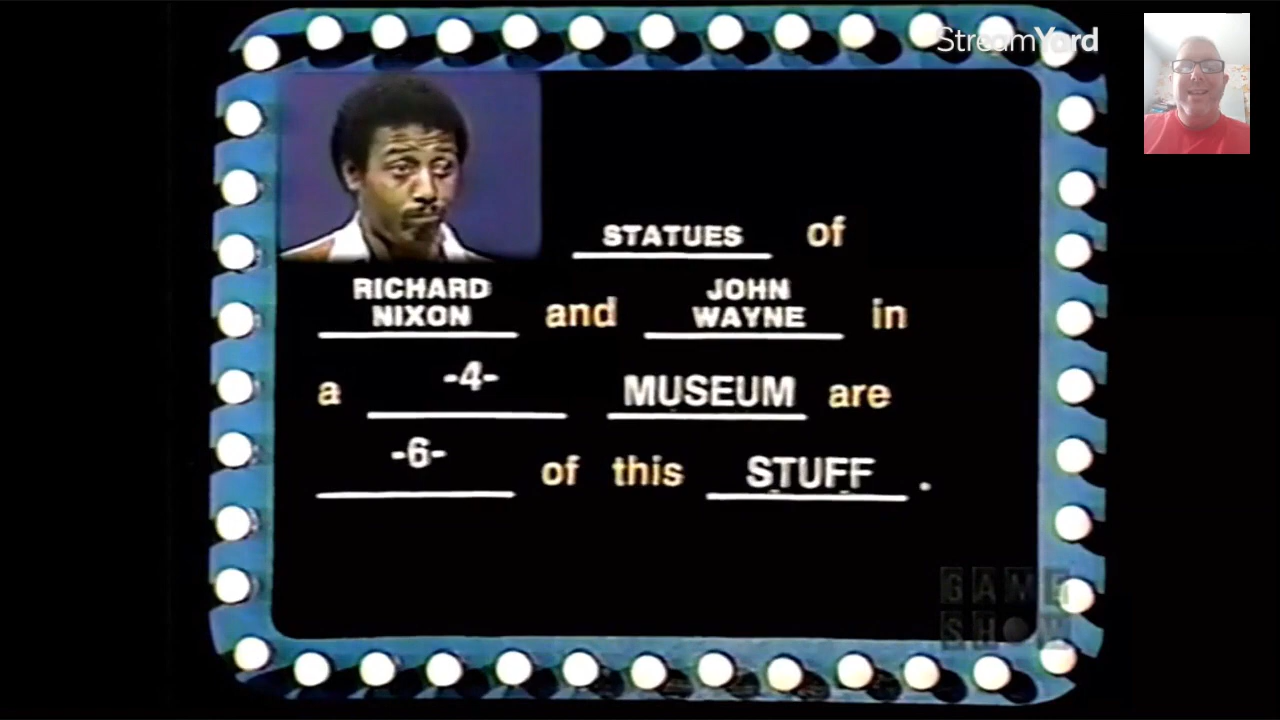 StreamYard
STATUES of
RICHARD NIXON and JOHN WAYNE in
a -4- MUSEUM are
-6- of this STUFF .
GAME
SHOW